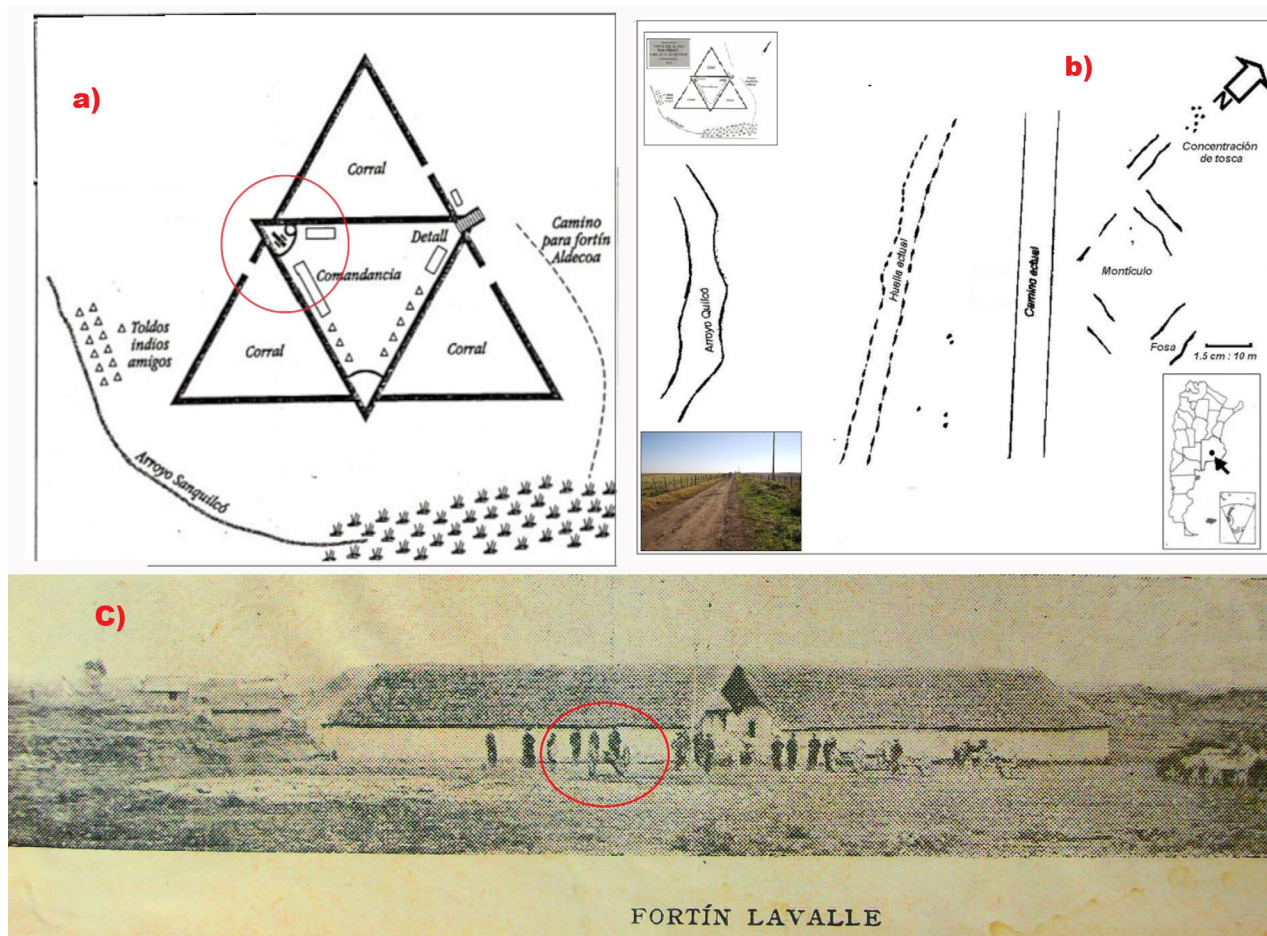 a)
Corral
Detall
Comandancia
Camino
para fortín
Aldecoa
Toldos
indios
amigos
Corral
Corral
Arroyo Sanquilcó
b)
N
Concentración
de tosca
Arroyo Quilcó
Huella actual
Camino actual
Montículo
Fosa
1.5 cm : 10 m
C)
FORTÍN LAVALLE